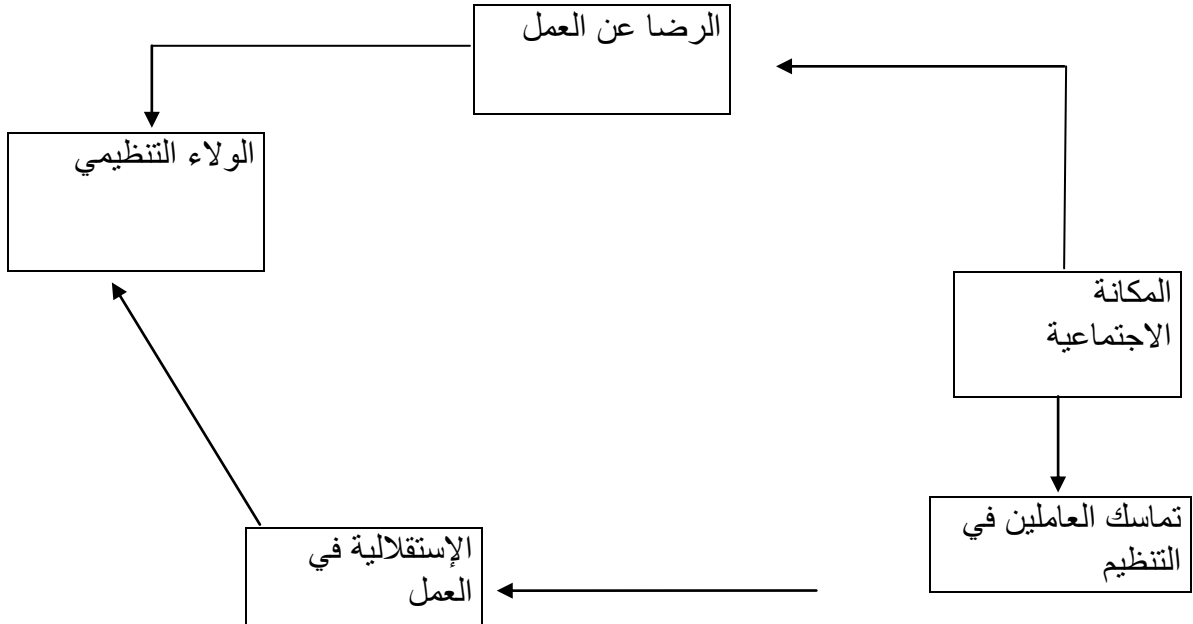 الرضا عن العمل
الولاء التنظيمي
المكانة
الاجتماعية
تماسك العاملين في
التنظيم
الإستقلالية في
العمل